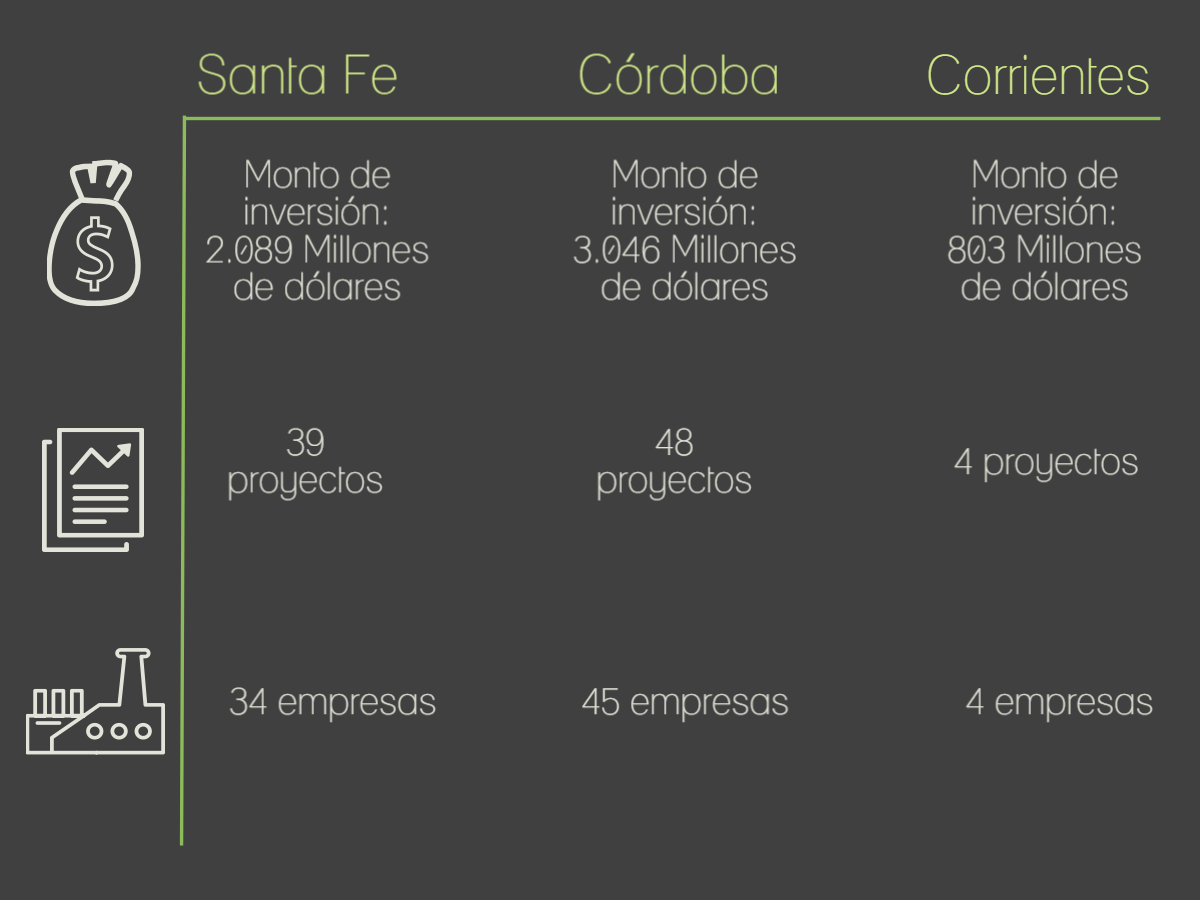 Santa Fe
Córdoba
Corrientes
Monto de
inversión:
2.089 Millones
de dólares
Monto de
inversión:
3.046 Millones
de dólares
Monto de
inversión:
803 Millones
de dólares
39
proyectos
48
proyectos
4 proyectos
34 empresas
45 empresas
4 empresas